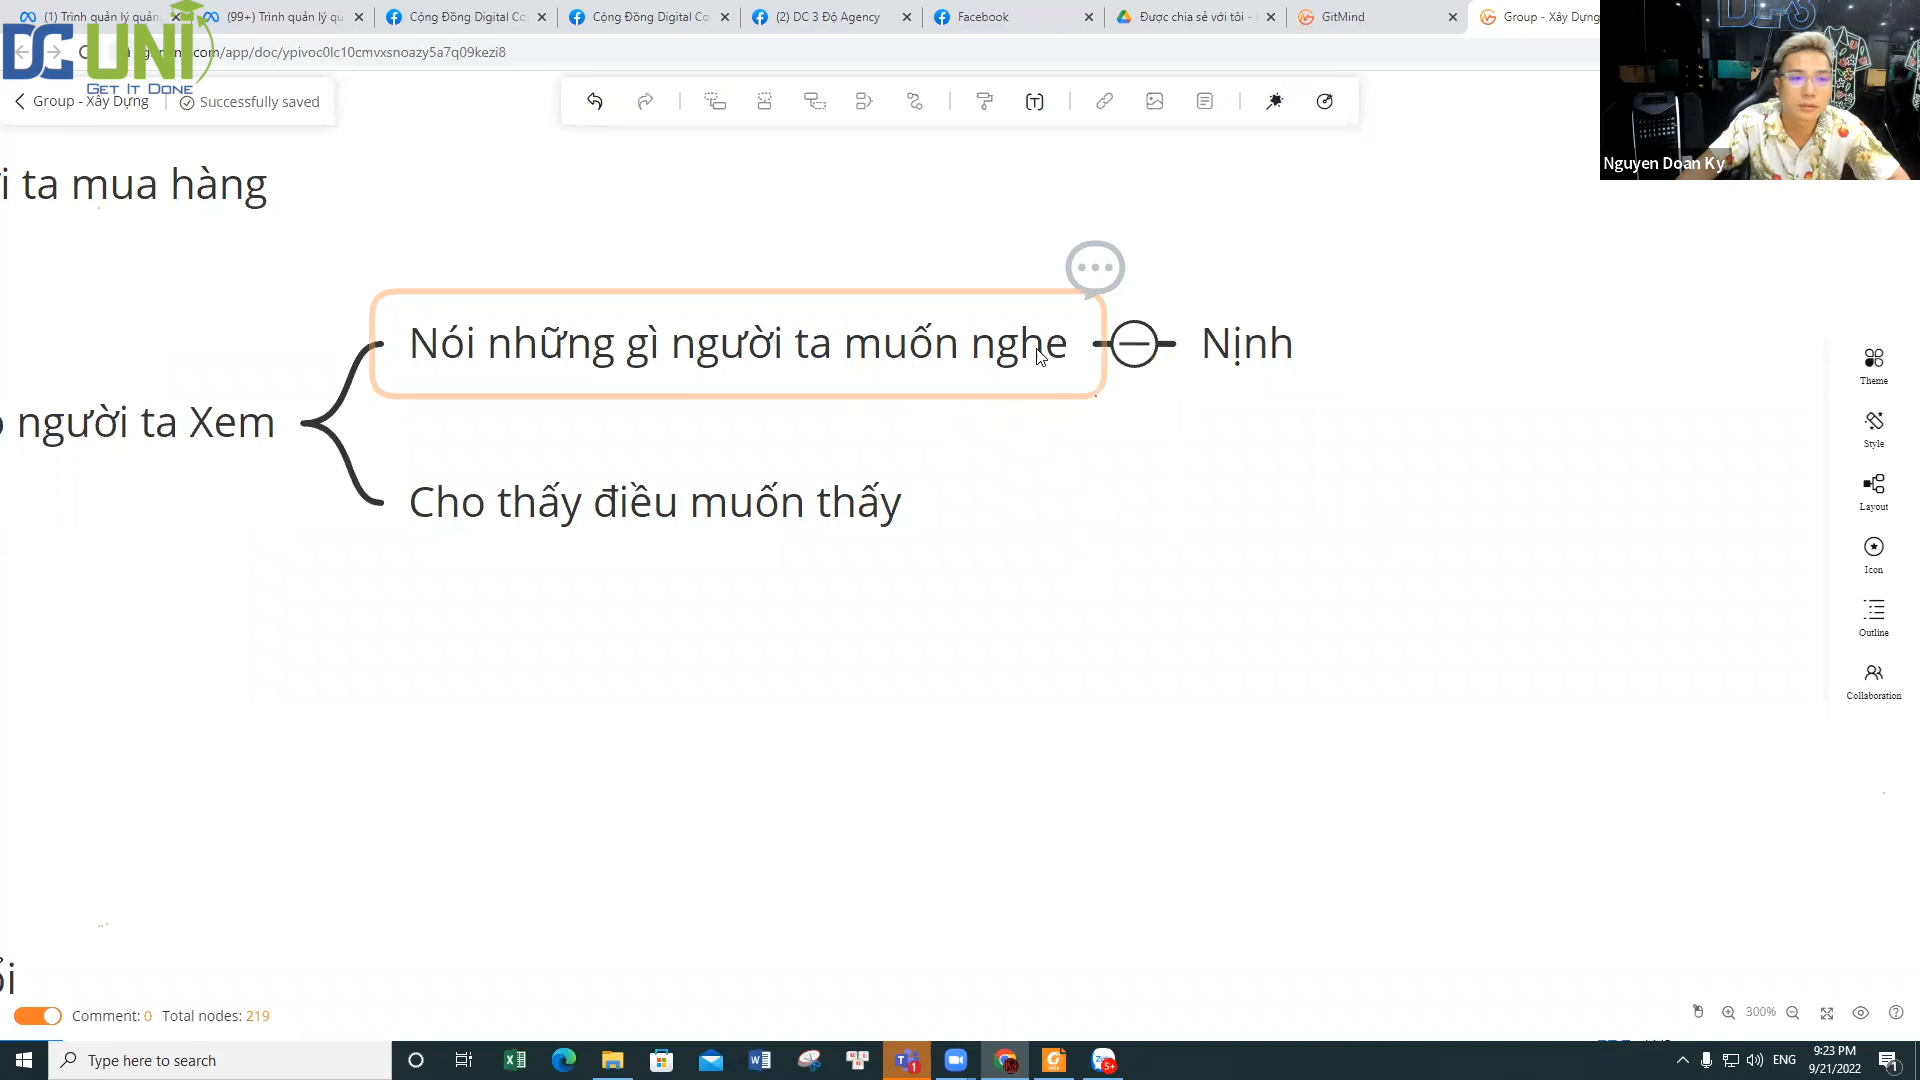 (1) Trình quản lý quản
(99+) Trình quản lý qu
Cộng Đồng Digital Co
Cộng Đồng Digital Co
(2) DC 3 Độ Agency
Facebook
Được chia sẻ với tôi -
GitMind
Group - Xây Dựng
DC UNI
GET IT DONE
com/app/doc/ypivoc0lc10cmvxsnoazy5a7q09kezi8
Group - Xây Dựng
Successfully saved
Nguyen Doan Ky
ta mua hàng
Nói những gì người ta muốn nghe
Nịnh
người ta Xem
Cho thấy điều muốn thấy
Theme
Style
Layout
Icon
Outline
Collaboration
Comment: 0 Total nodes: 219
300%
Type here to search
ENG
9:23 PM
9/21/2022